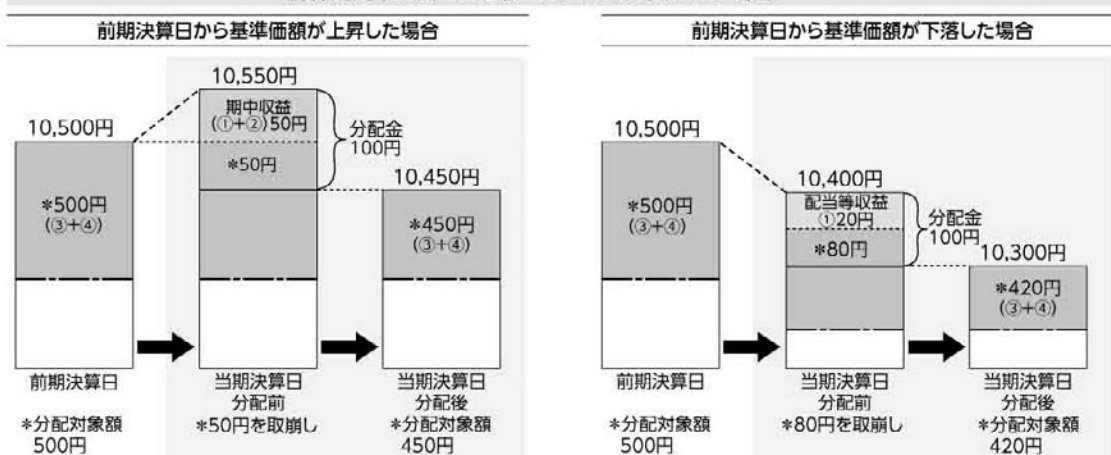 前期決算日から基準価額が上昇した場合
10,500円
*500円
(③+④)
10,550円
期中収益
(①+②)50円
*50円
分配金
100円
10,450円
*450円
(③+④)
前期決算日
*分配対象額
500円
当期決算日
分配前
*50円を取崩し
当期決算日
分配後
*分配対象額
450円
前期決算日から基準価額が下落した場合
10,500円
*500円
(③+④)
10,400円
配当等収益
①20円
*80円
分配金
100円
10,300円
*420円
(③+④)
前期決算日
*分配対象額
500円
当期決算日
分配前
*80円を取崩し
当期決算日
分配後
*分配対象額
420円